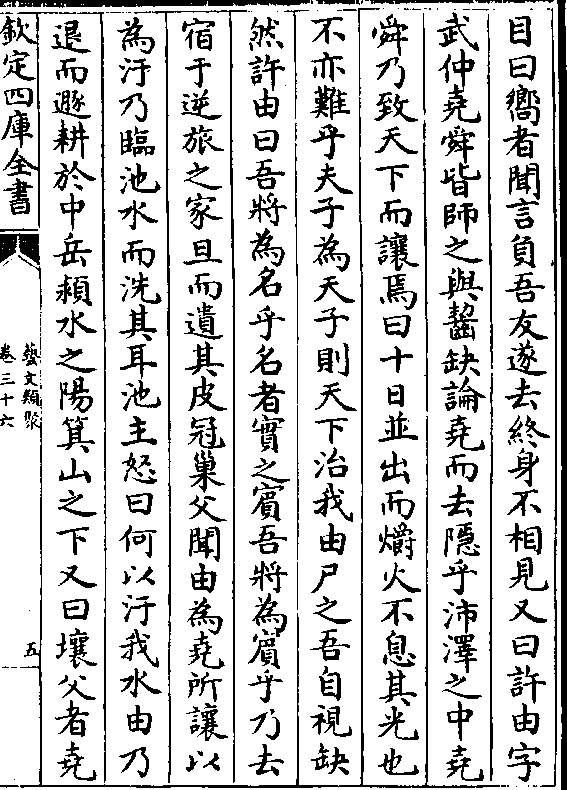 目曰嚮者聞言負吾友遂去終身不相見又曰許由字
武仲堯舜皆師之與齧缺論堯而去隱乎沛澤之中堯
舜乃致天下而讓焉曰十日並出而爝火不息其光也
不亦難乎夫子為天子則天下治我由尸之吾自視缺
然許由曰吾將為名乎名者實之賓吾將為賓乎乃去
宿于逆旅之家旦而遺其皮冠巢父聞由為堯所讓以
為汙乃臨池水而洗其耳池主怒曰何以汙我水由乃
退而遯耕於中岳潁水之陽箕山之下又曰壤父者堯
欽定四庫全書
藝文類聚
卷三十六
五